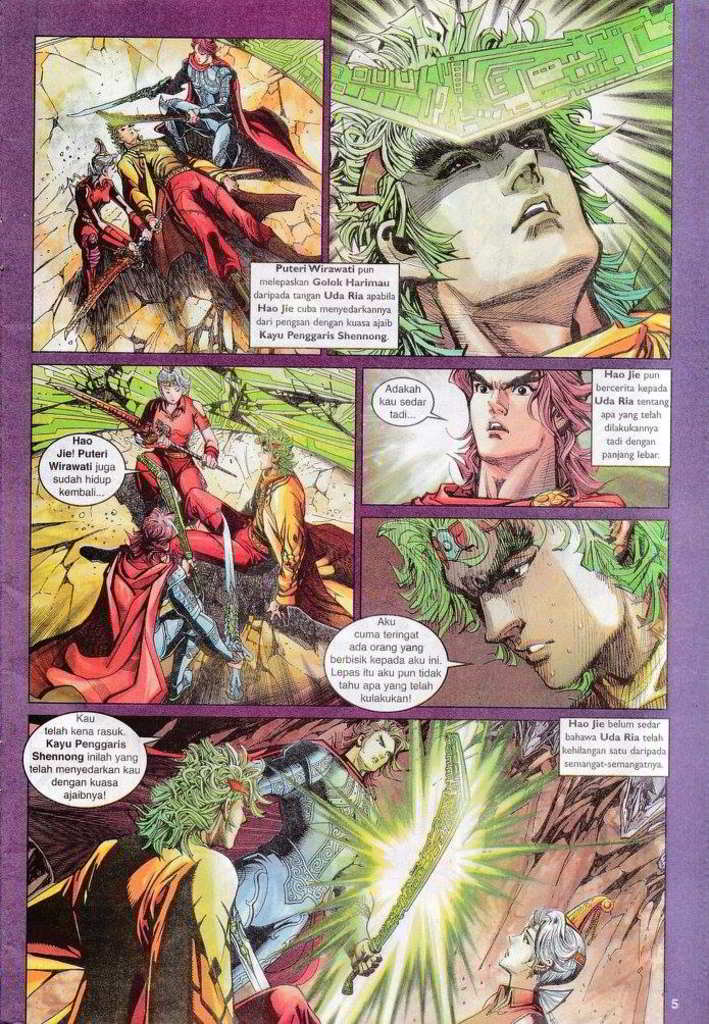 Puteri Wirawati pun
melepaskan Golok Harimau
daripada tangan Uda Ria apabila
Hao Jie cuba menyedarkannya
dari pengsan dengan kuasa ajaib
Kayu Penggaris Shennong.
Hao
Jie! Puteri
Wirawati juga
sudah hidup
kembali...
Adakah
kau sedar
tadi...
Hao Jie pun
bercerita kepada
Uda Ria tentang
apa yang telah
dilakukannya
tadi dengan
panjang lebar.
Aku
cuma teringat
ada orang yang
berbisik kepada aku ini.
Lepas itu aku pun tidak
tahu apa yang telah
kulakukan!
Kau
telah kena rasuk.
Kayu Penggaris
Shennong inilah yang
telah menyedarkan kau
dengan kuasa
ajaibnya!
Hao Jie belum sedar
bahawa Uda Ria telah
kehilangan satu daripada
semangat-semangatnya.
5